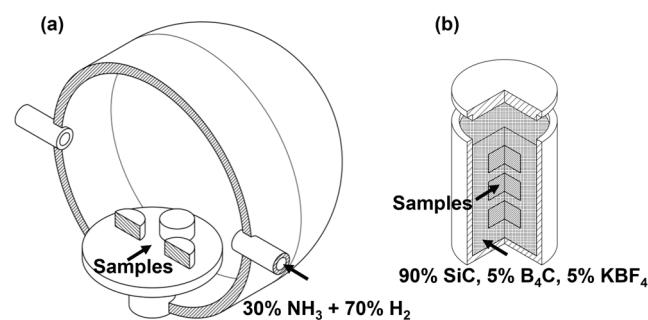 (a)
Samples
30% NH₃ + 70% H₂
(b)
Samples
90% SiC, 5% B₄C, 5% KBF₄